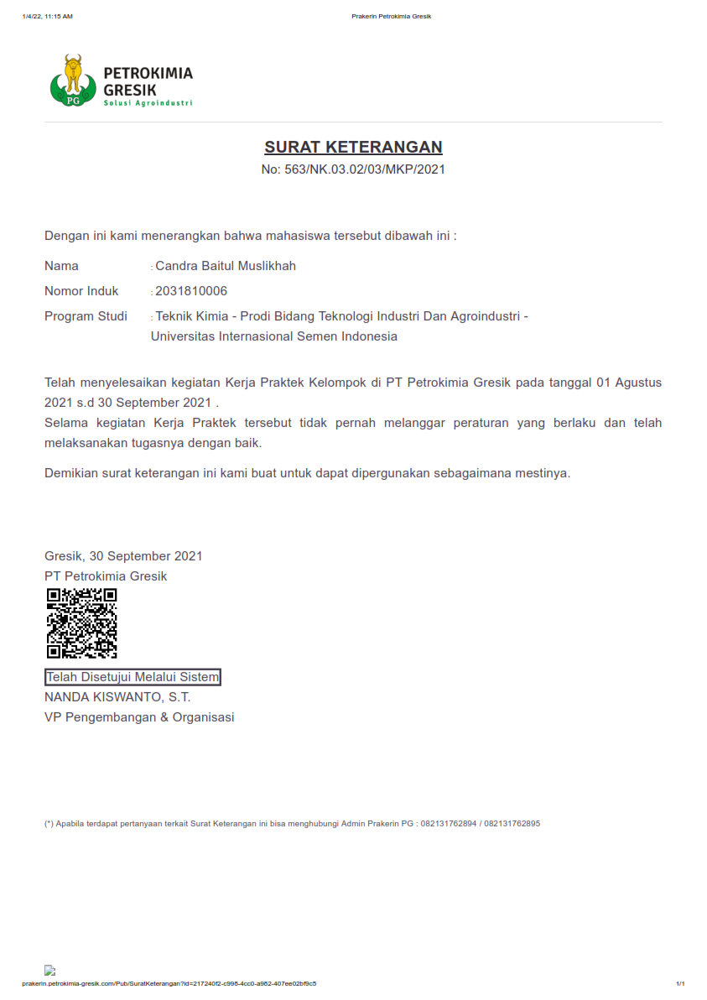 1/4/22, 11:15 AM
Prakerin Petrokimia Gresik
PETROKIMIA
GRESIK
Solusi Agroindustri
PG
SURAT KETERANGAN
No: 563/NK.03.02/03/MKP/2021
Dengan ini kami menerangkan bahwa mahasiswa tersebut dibawah ini :
Nama : Candra Baitul Muslikhah
Nomor Induk : 2031810006
Program Studi : Teknik Kimia - Prodi Bidang Teknologi Industri Dan Agroindustri -
Universitas Internasional Semen Indonesia
Telah menyelesaikan kegiatan Kerja Praktek Kelompok di PT Petrokimia Gresik pada tanggal 01 Agustus
2021 s.d 30 September 2021 .
Selama kegiatan Kerja Praktek tersebut tidak pernah melanggar peraturan yang berlaku dan telah
melaksanakan tugasnya dengan baik.
Demikian surat keterangan ini kami buat untuk dapat dipergunakan sebagaimana mestinya.
Gresik, 30 September 2021
PT Petrokimia Gresik
Telah Disetujui Melalui Sistem
NANDA KISWANTO, S.T.
VP Pengembangan & Organisasi
(*) Apabila terdapat pertanyaan terkait Surat Keterangan ini bisa menghubungi Admin Prakerin PG : 082131762894 / 082131762895
prakerin.petrokimia-gresik.com/Pub/SuratKeterangan?id=217240f2-c998-4cc0-a982-407ee02bf9c5
1/1